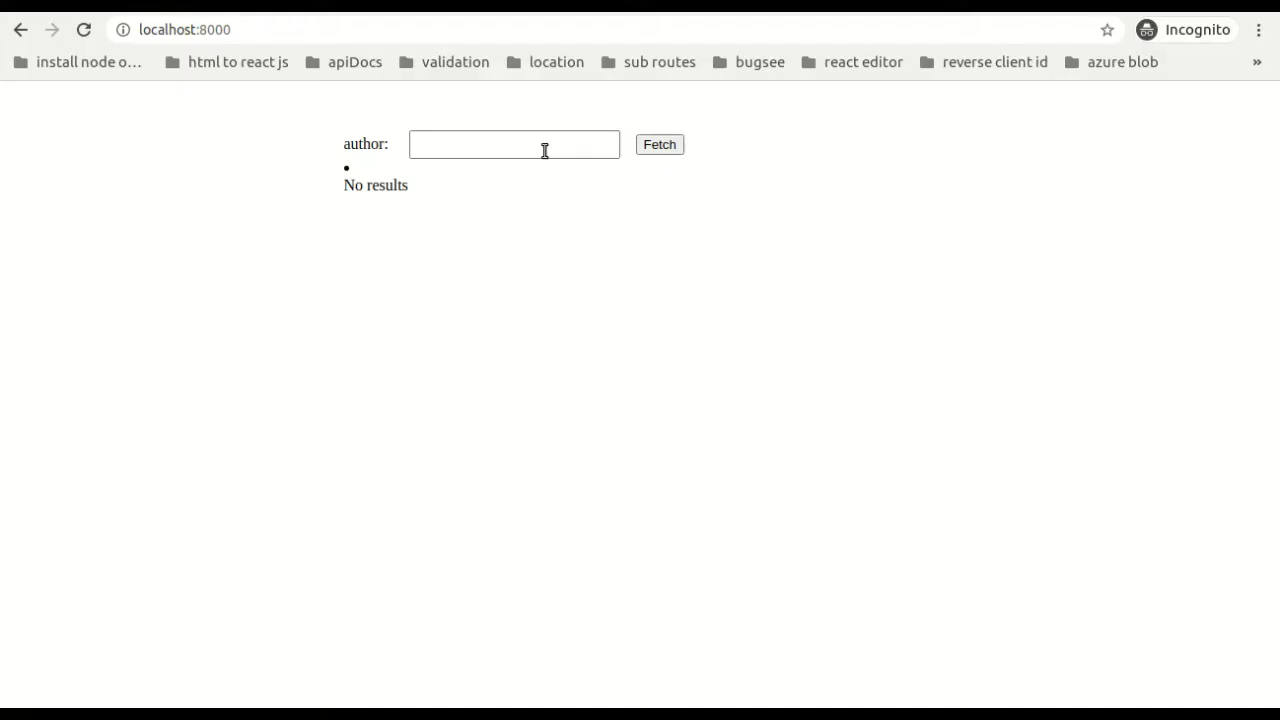 localhost:8000
Incognito
install node o...
html to react js
apiDocs
validation
location
sub routes
bugsee
react editor
reverse client id
azure blob
»
author:
Fetch
No results